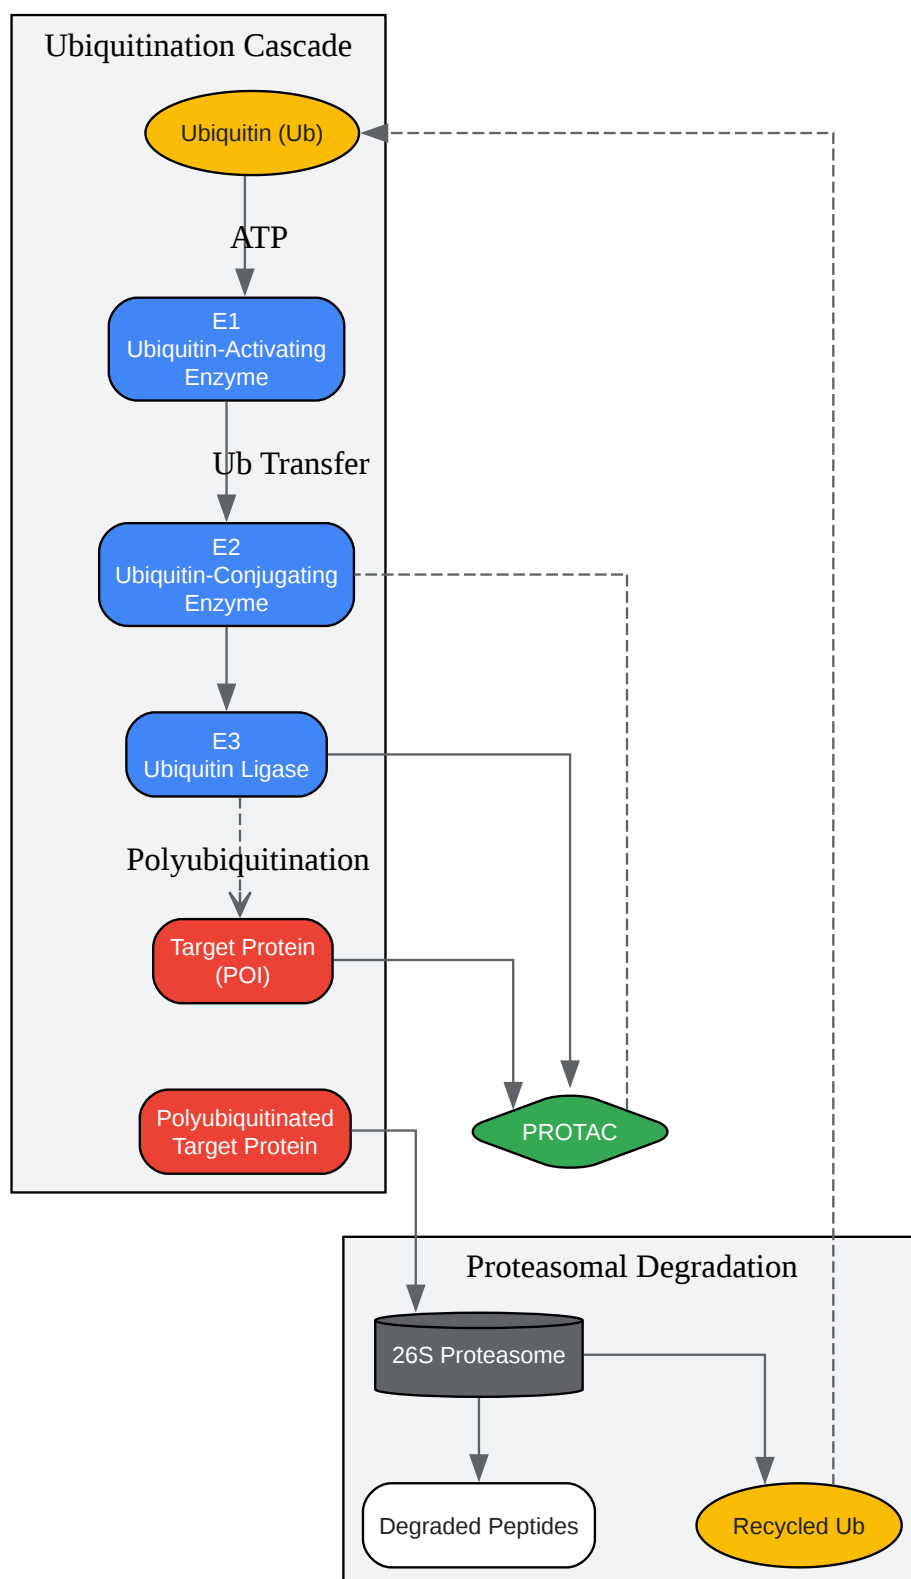 Ubiquitination Cascade
Ubiquitin (Ub)
ATP
E1
Ubiquitin-Activating
Enzyme
Ub Transfer
E2
Ubiquitin-Conjugating
Enzyme
E3
Ubiquitin Ligase
Polyubiquitination
Target Protein
(POI)
Polyubiquitinated
Target Protein
PROTAC
Proteasomal Degradation
26S Proteasome
Degraded Peptides
Recycled Ub